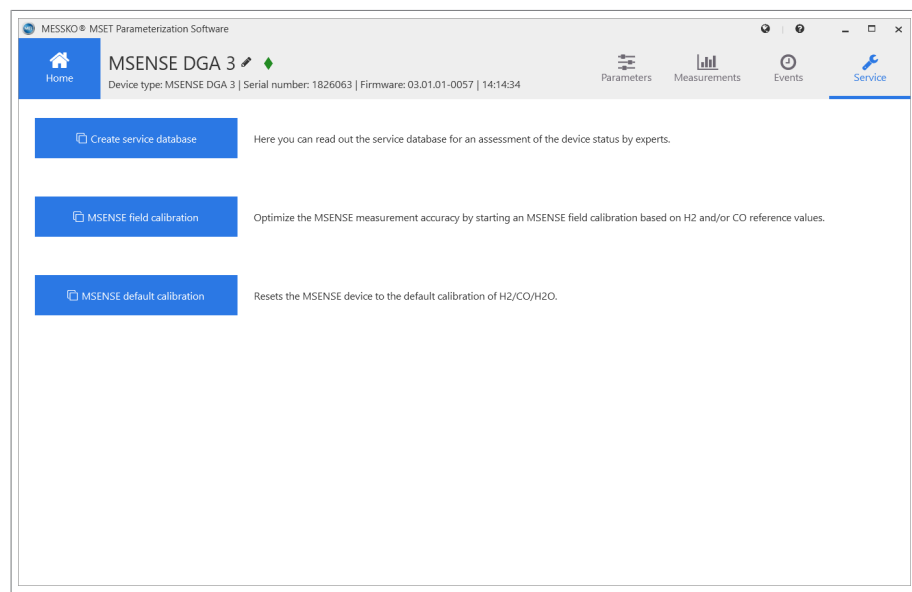 MESSKO® MSET Parameterization Software
Home
MSENSE DGA 3
Device type: MSENSE DGA 3 | Serial number: 1826063 | Firmware: 03.01.01-0057 | 14:14:34
Parameters
Measurements
Events
Service
Create service database
Here you can read out the service database for an assessment of the device status by experts.
MSENSE field calibration
Optimize the MSENSE measurement accuracy by starting an MSENSE field calibration based on H2 and/or CO reference values.
MSENSE default calibration
Resets the MSENSE device to the default calibration of H2/CO/H2O.